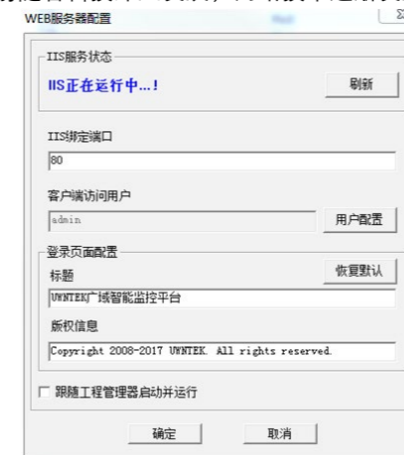 WEB服务器配置
IIS服务状态
IIS正在运行中...!
刷新
IIS绑定端口
80
客户端访问用户
admin
用户配置
登录页面配置
标题
恢复默认
UWNTEK广域智能监控平台
版权信息
Copyright 2008-2017 UWNTEK. All rights reserved.
跟随工程管理器启动并运行
确定
取消